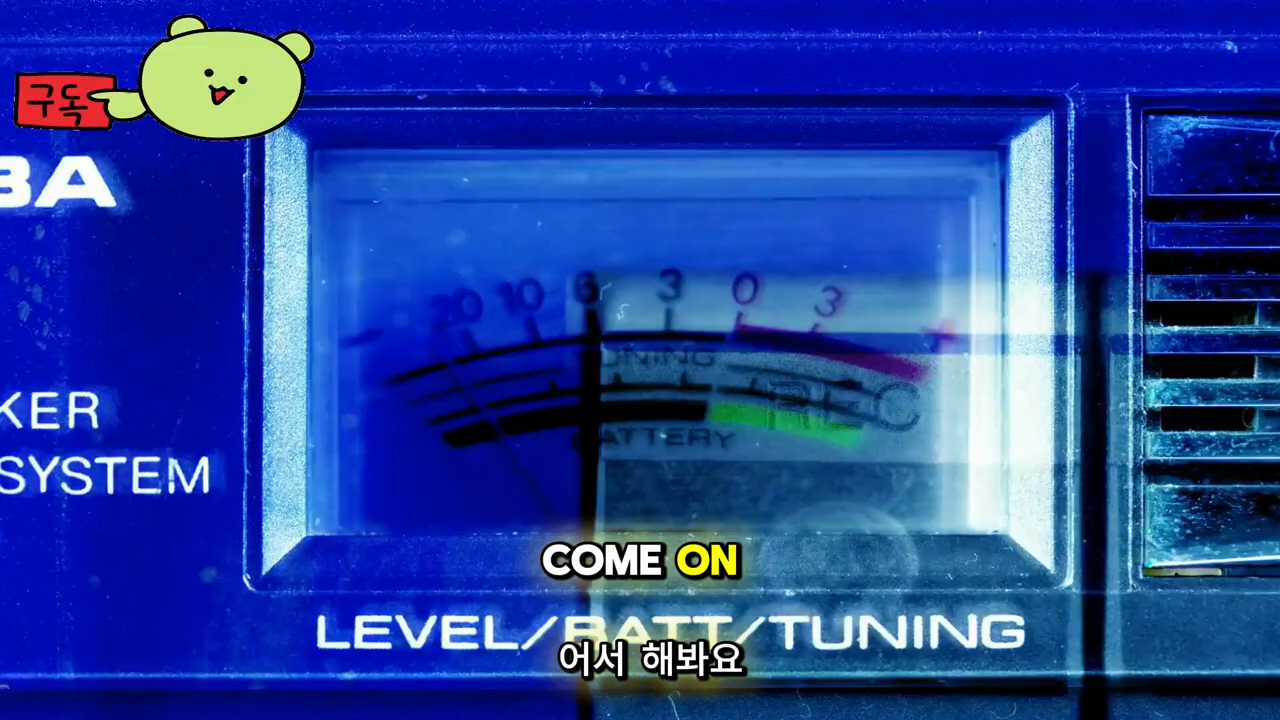 구독
BA
20 10 6 3 0 3 +
TUNING
REC
BATTERY
KER
SYSTEM
COME ON
LEVEL/BATT/TUNING
어서 해봐요